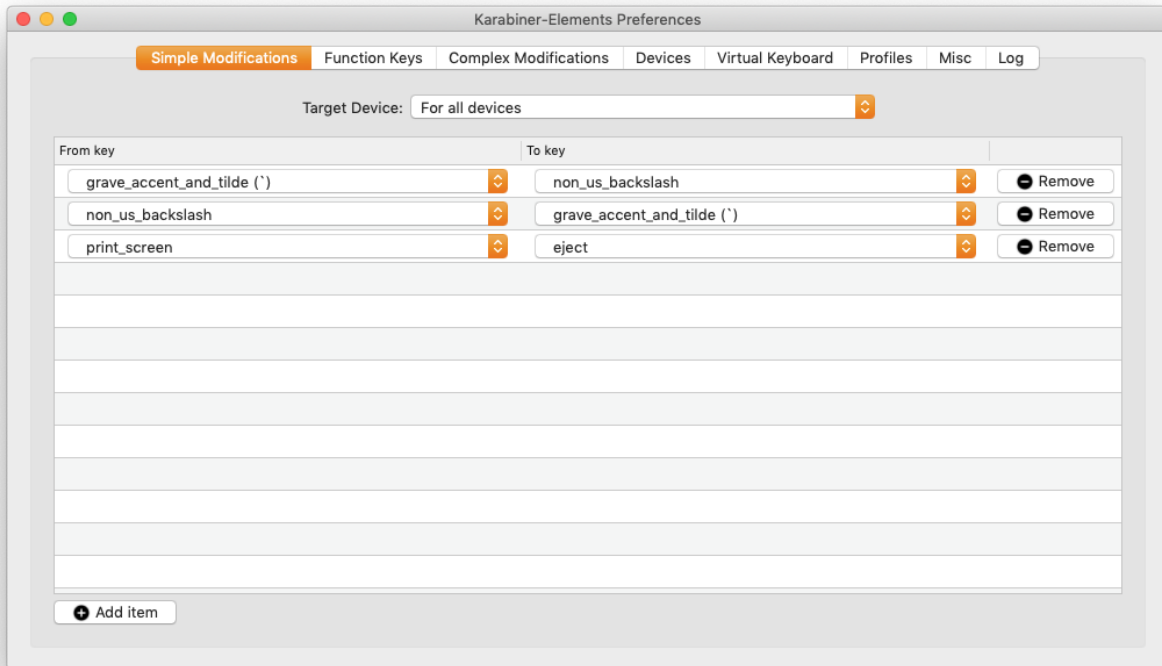 Karabiner-Elements Preferences
Simple Modifications Function Keys Complex Modifications Devices Virtual Keyboard Profiles Misc Log
Target Device: For all devices
From key To key
grave_accent_and_tilde (`) non_us_backslash Remove
non_us_backslash grave_accent_and_tilde (`) Remove
print_screen eject Remove
Add item